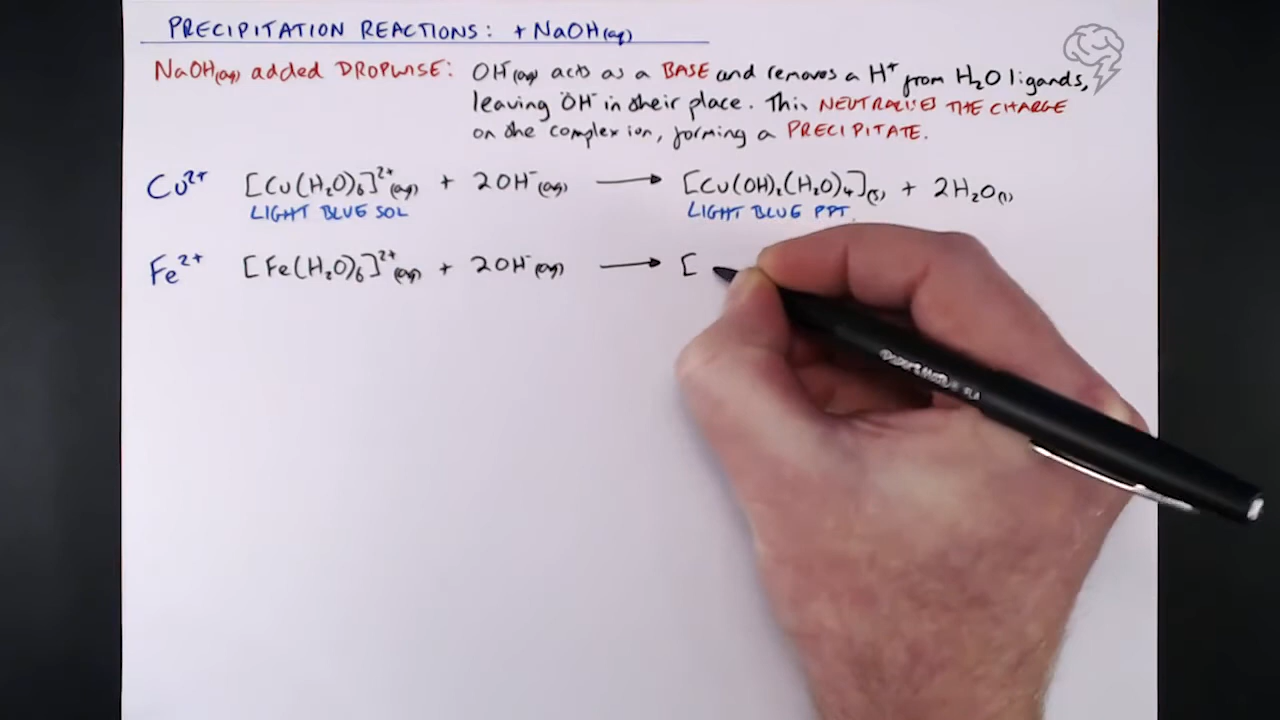 PRECIPITATION REACTIONS: + NaOH(aq)
NaOH(aq) added DROPWISE: OH⁻(aq) acts as a BASE and removes a H⁺ from H₂O ligands,
leaving OH⁻ in their place. This NEUTRALISES THE CHARGE
on the complex ion, forming a PRECIPITATE.
Cu²⁺ [Cu(H₂O)₆]²⁺(aq) + 2OH⁻(aq) → [Cu(OH)₂(H₂O)₄](s) + 2H₂O(l)
LIGHT BLUE SOL LIGHT BLUE PPT.
Fe²⁺ [Fe(H₂O)₆]²⁺(aq) + 2OH⁻(aq) → [